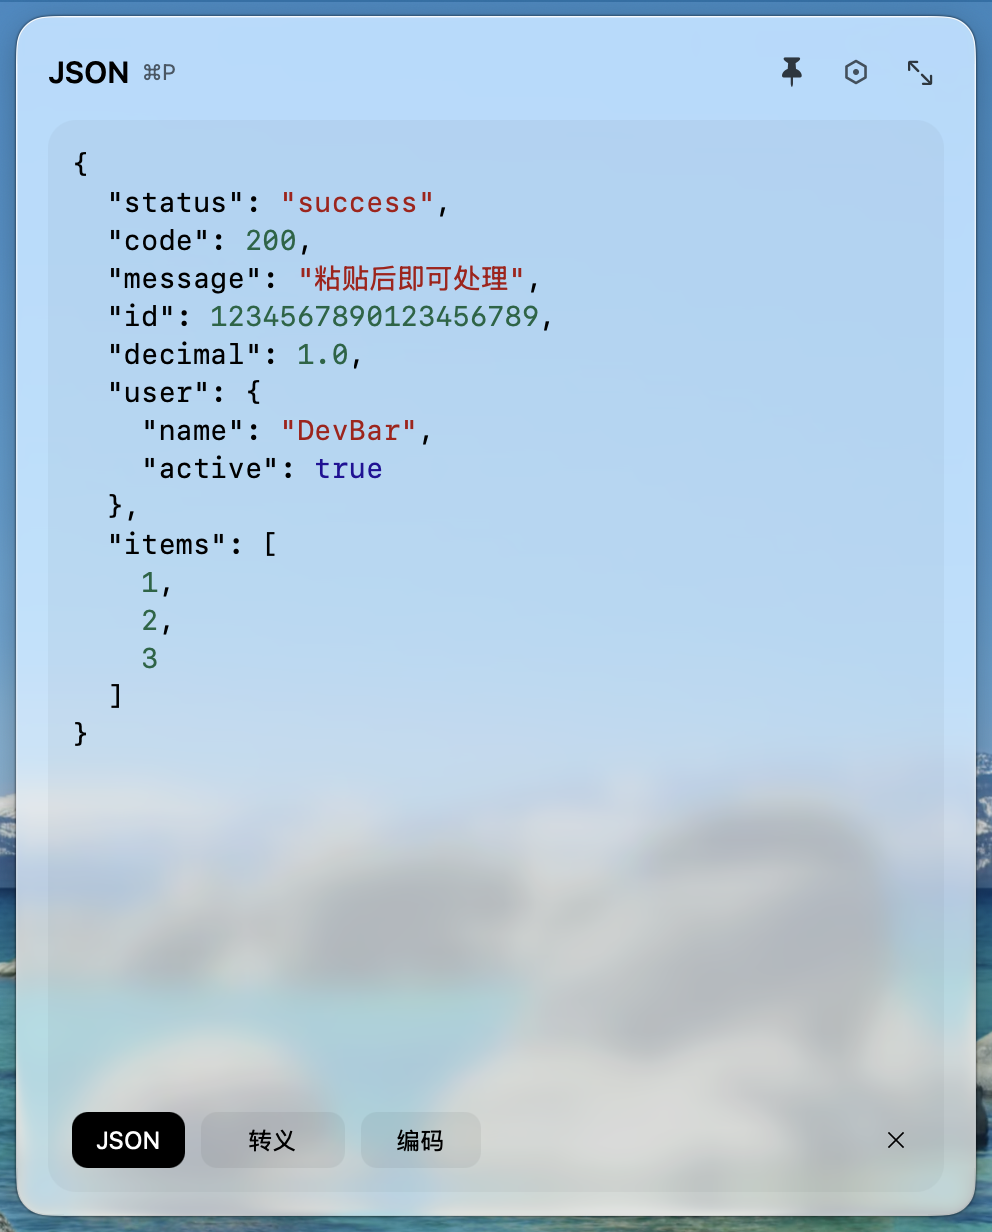 JSON ⌘P
{
  "status": "success",
  "code": 200,
  "message": "粘贴后即可处理",
  "id": 1234567890123456789,
  "decimal": 1.0,
  "user": {
    "name": "DevBar",
    "active": true
  },
  "items": [
    1,
    2,
    3
  ]
}
JSON 转义 编码